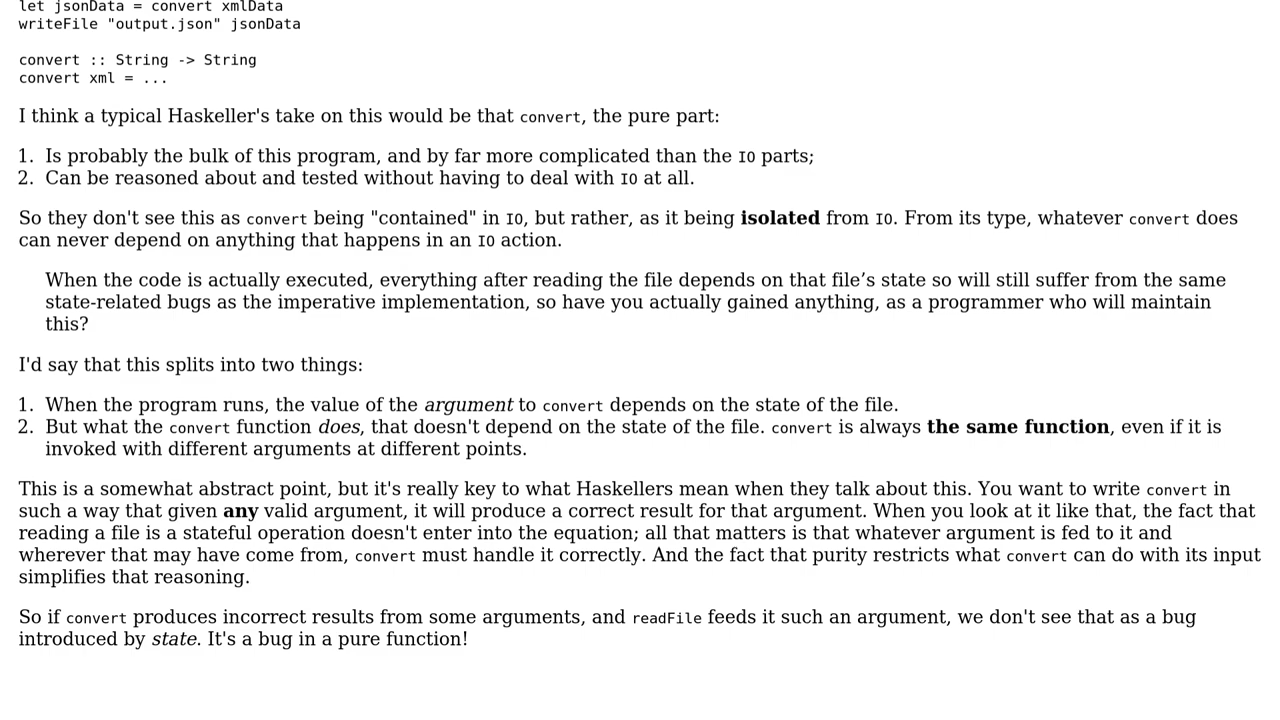 let jsonData = convert xmlData
writeFile "output.json" jsonData
convert :: String -> String
convert xml = ...
I think a typical Haskeller's take on this would be that convert, the pure part:
1. Is probably the bulk of this program, and by far more complicated than the IO parts;
2. Can be reasoned about and tested without having to deal with IO at all.
So they don't see this as convert being "contained" in IO, but rather, as it being isolated from IO. From its type, whatever convert does
can never depend on anything that happens in an IO action.
When the code is actually executed, everything after reading the file depends on that file’s state so will still suffer from the same
state-related bugs as the imperative implementation, so have you actually gained anything, as a programmer who will maintain
this?
I'd say that this splits into two things:
1. When the program runs, the value of the argument to convert depends on the state of the file.
2. But what the convert function does, that doesn't depend on the state of the file. convert is always the same function, even if it is
invoked with different arguments at different points.
This is a somewhat abstract point, but it's really key to what Haskellers mean when they talk about this. You want to write convert in
such a way that given any valid argument, it will produce a correct result for that argument. When you look at it like that, the fact that
reading a file is a stateful operation doesn't enter into the equation; all that matters is that whatever argument is fed to it and
wherever that may have come from, convert must handle it correctly. And the fact that purity restricts what convert can do with its input
simplifies that reasoning.
So if convert produces incorrect results from some arguments, and readFile feeds it such an argument, we don't see that as a bug
introduced by state. It's a bug in a pure function!